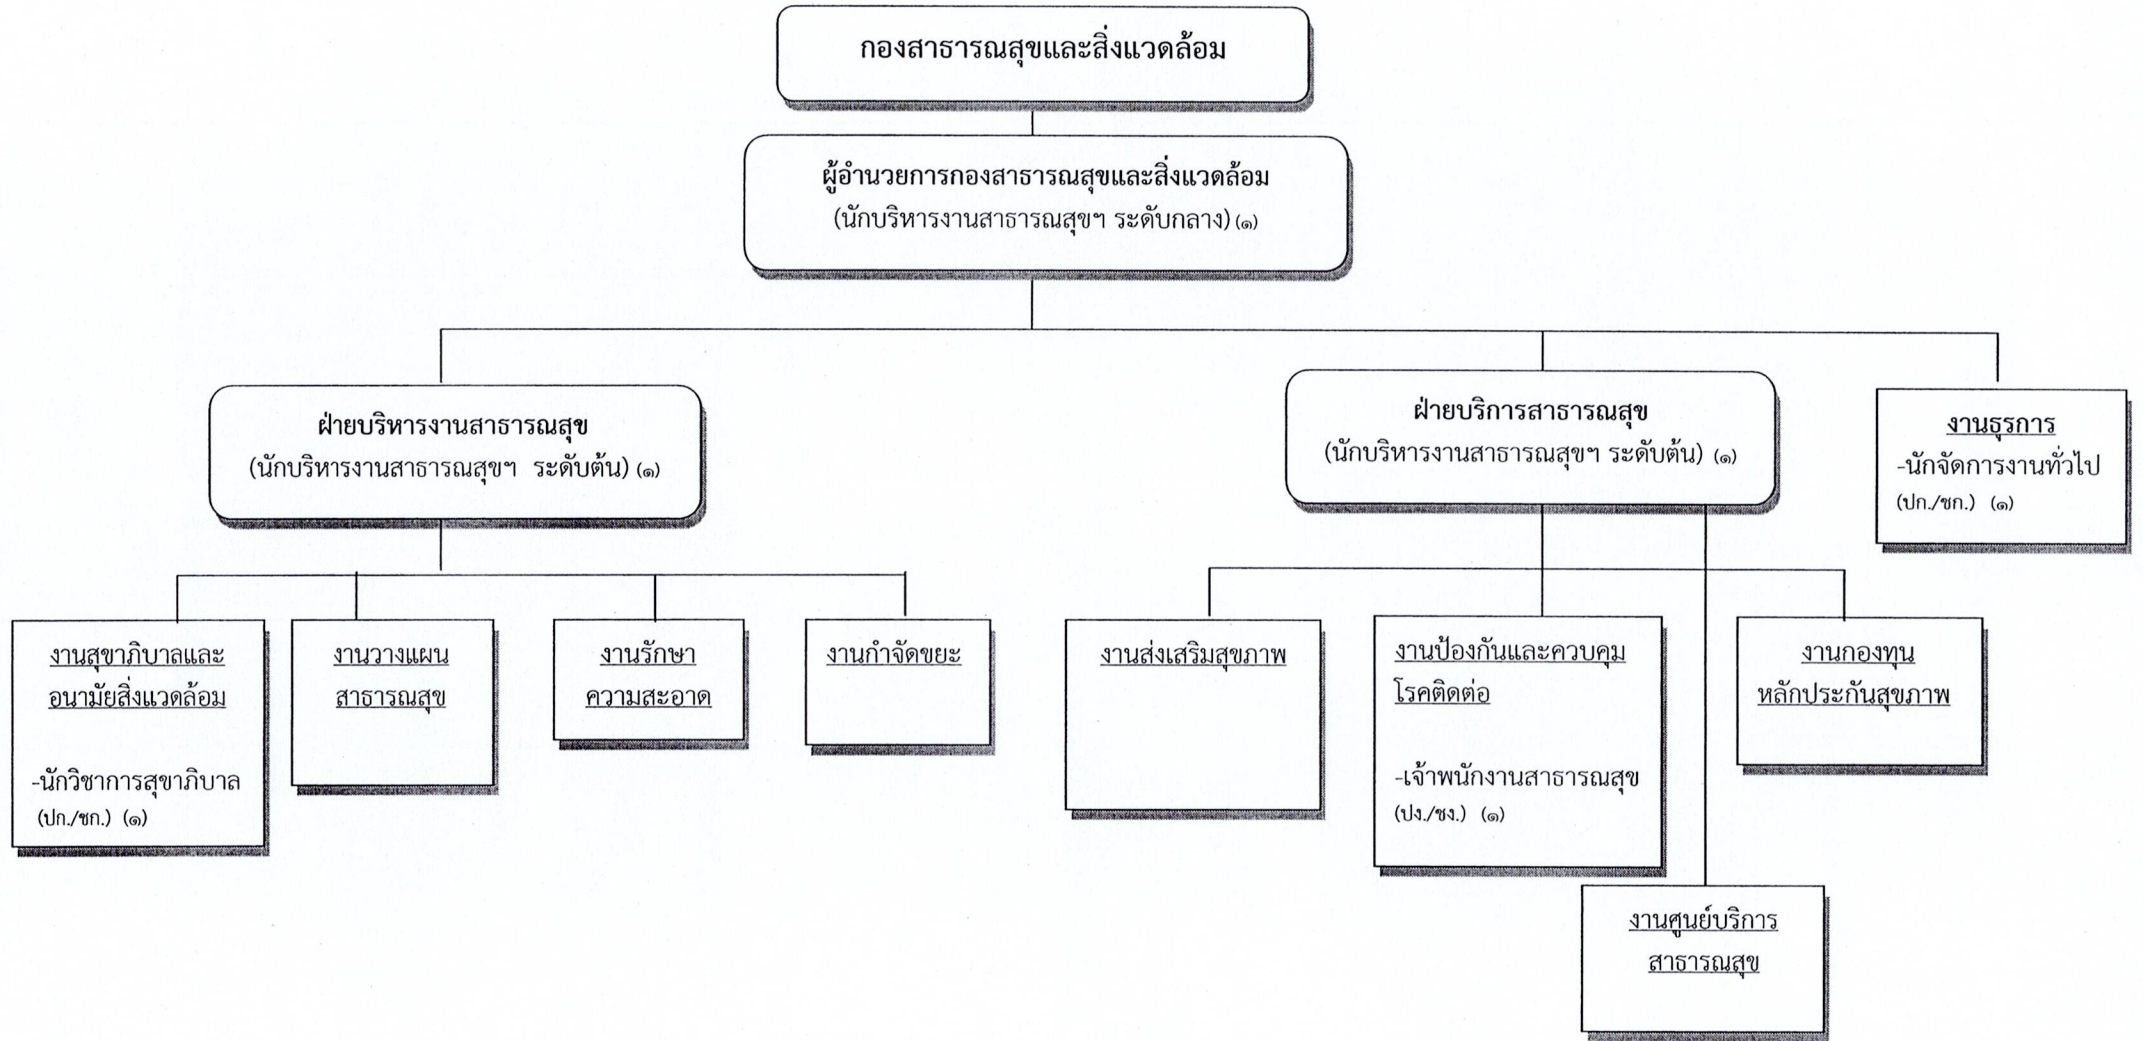 กองสาธารณสุขและสิ่งแวดล้อม
ผู้อำนวยการกองสาธารณสุขและสิ่งแวดล้อม
(นักบริหารงานสาธารณสุขฯ ระดับกลาง) (๑)
ฝ่ายบริหารงานสาธารณสุข
(นักบริหารงานสาธารณสุขฯ ระดับต้น) (๑)
ฝ่ายบริการสาธารณสุข
(นักบริหารงานสาธารณสุขฯ ระดับต้น) (๑)
งานธุรการ
-นักจัดการงานทั่วไป
(ปก./ชก.) (๑)
งานสุขาภิบาลและ
อนามัยสิ่งแวดล้อม
-นักวิชาการสุขาภิบาล
(ปก./ชก.) (๑)
งานวางแผน
สาธารณสุข
งานรักษา
ความสะอาด
งานกำจัดขยะ
งานส่งเสริมสุขภาพ
งานป้องกันและควบคุม
โรคติดต่อ
-เจ้าพนักงานสาธารณสุข
(ปง./ชง.) (๑)
งานกองทุน
หลักประกันสุขภาพ
งานศูนย์บริการ
สาธารณสุข